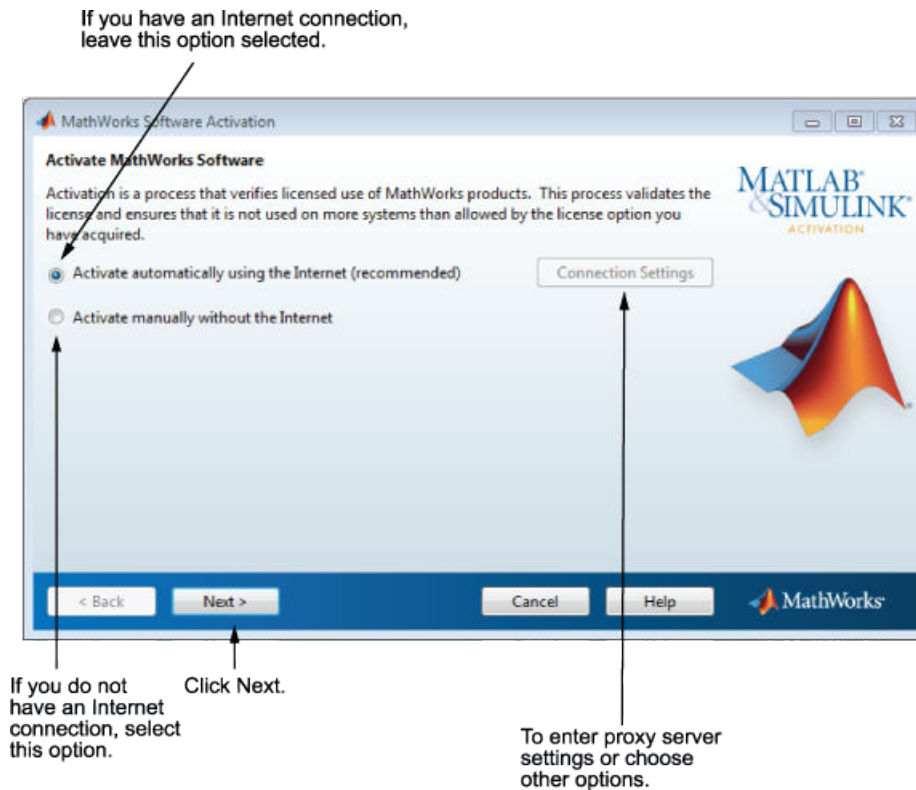 If you have an Internet connection,
leave this option selected.
MathWorks Software Activation
Activate MathWorks Software
Activation is a process that verifies licensed use of MathWorks products. This process validates the
license and ensures that it is not used on more systems than allowed by the license option you
have acquired.
MATLAB®
&SIMULINK®
ACTIVATION
Activate automatically using the Internet (recommended)
Connection Settings
Activate manually without the Internet
< Back
Next >
Cancel
Help
MathWorks®
If you do not
have an Internet
connection, select
this option.
Click Next.
To enter proxy server
settings or choose
other options.